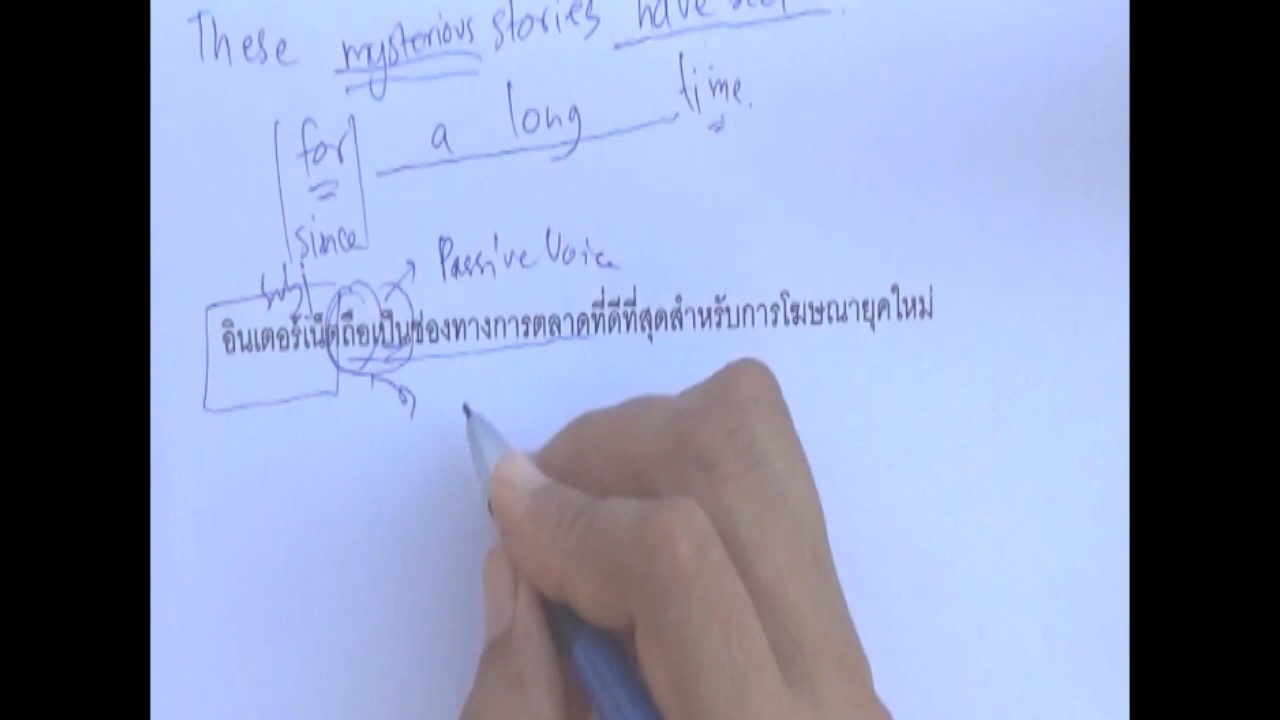 These mysterious stories have
for a long time.
since
Subj
Passive Voice
อินเตอร์เน็ตถือเป็นช่องทางการตลาดที่ดีที่สุดสำหรับการโฆษณายุคใหม่